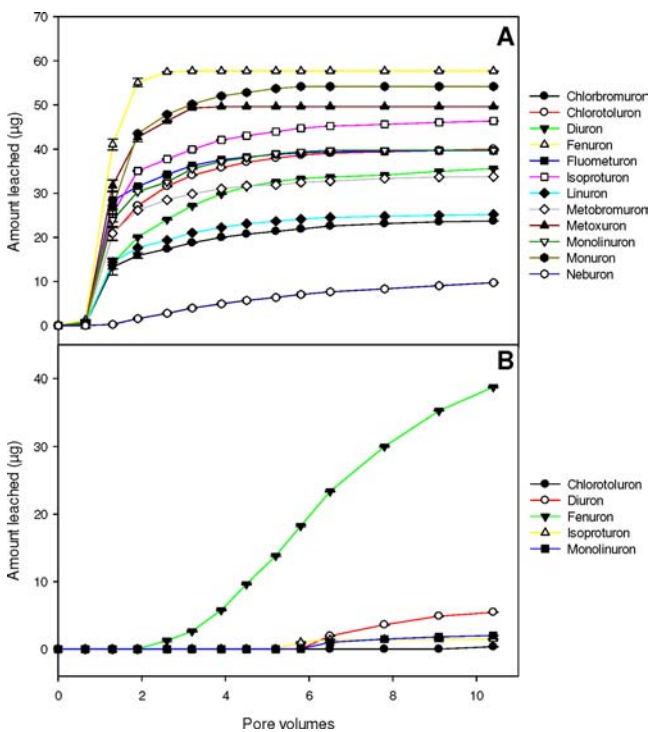 A
70
60
50
40
30
20
10
0
Amount leached (µg)
Chlorbromuron
Chlorotoluron
Diuron
Fenuron
Fluometuron
Isoproturon
Linuron
Metobromuron
Metoxuron
Monolinuron
Monuron
Neburon
B
40
30
20
10
0
Amount leached (µg)
Chlorotoluron
Diuron
Fenuron
Isoproturon
Monolinuron
0 2 4 6 8 10
Pore volumes